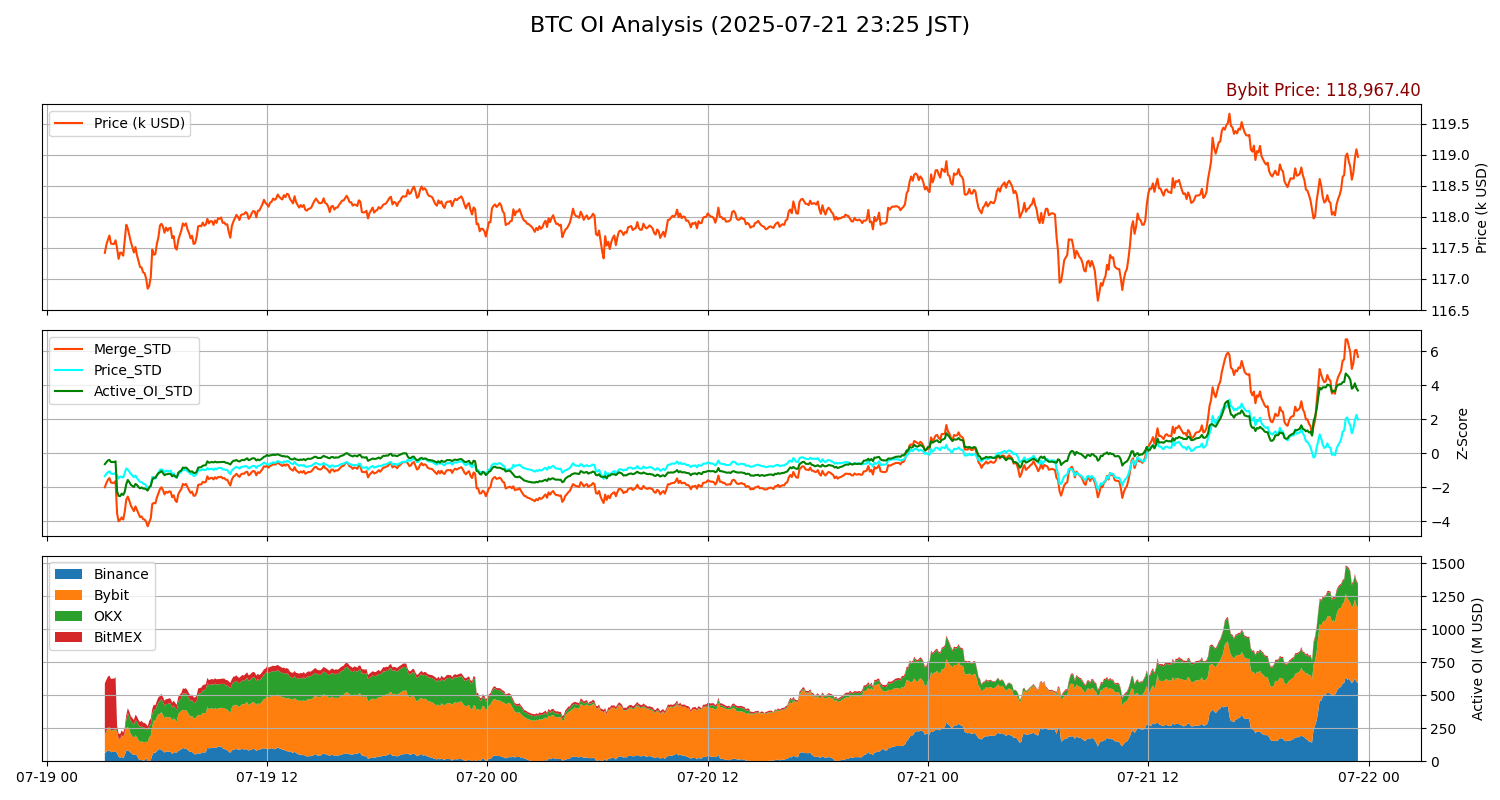 BTC OI Analysis (2025-07-21 23:25 JST)
Bybit Price: 118,967.40
Price (k USD)
119.5
119.0
118.5
118.0
117.5
117.0
116.5
Price (k USD)
Merge_STD
Price_STD
Active_OI_STD
6
4
2
0
−2
−4
Z-Score
Binance
Bybit
OKX
BitMEX
1500
1250
1000
750
500
250
0
Active OI (M USD)
07-19 00
07-19 12
07-20 00
07-20 12
07-21 00
07-21 12
07-22 00